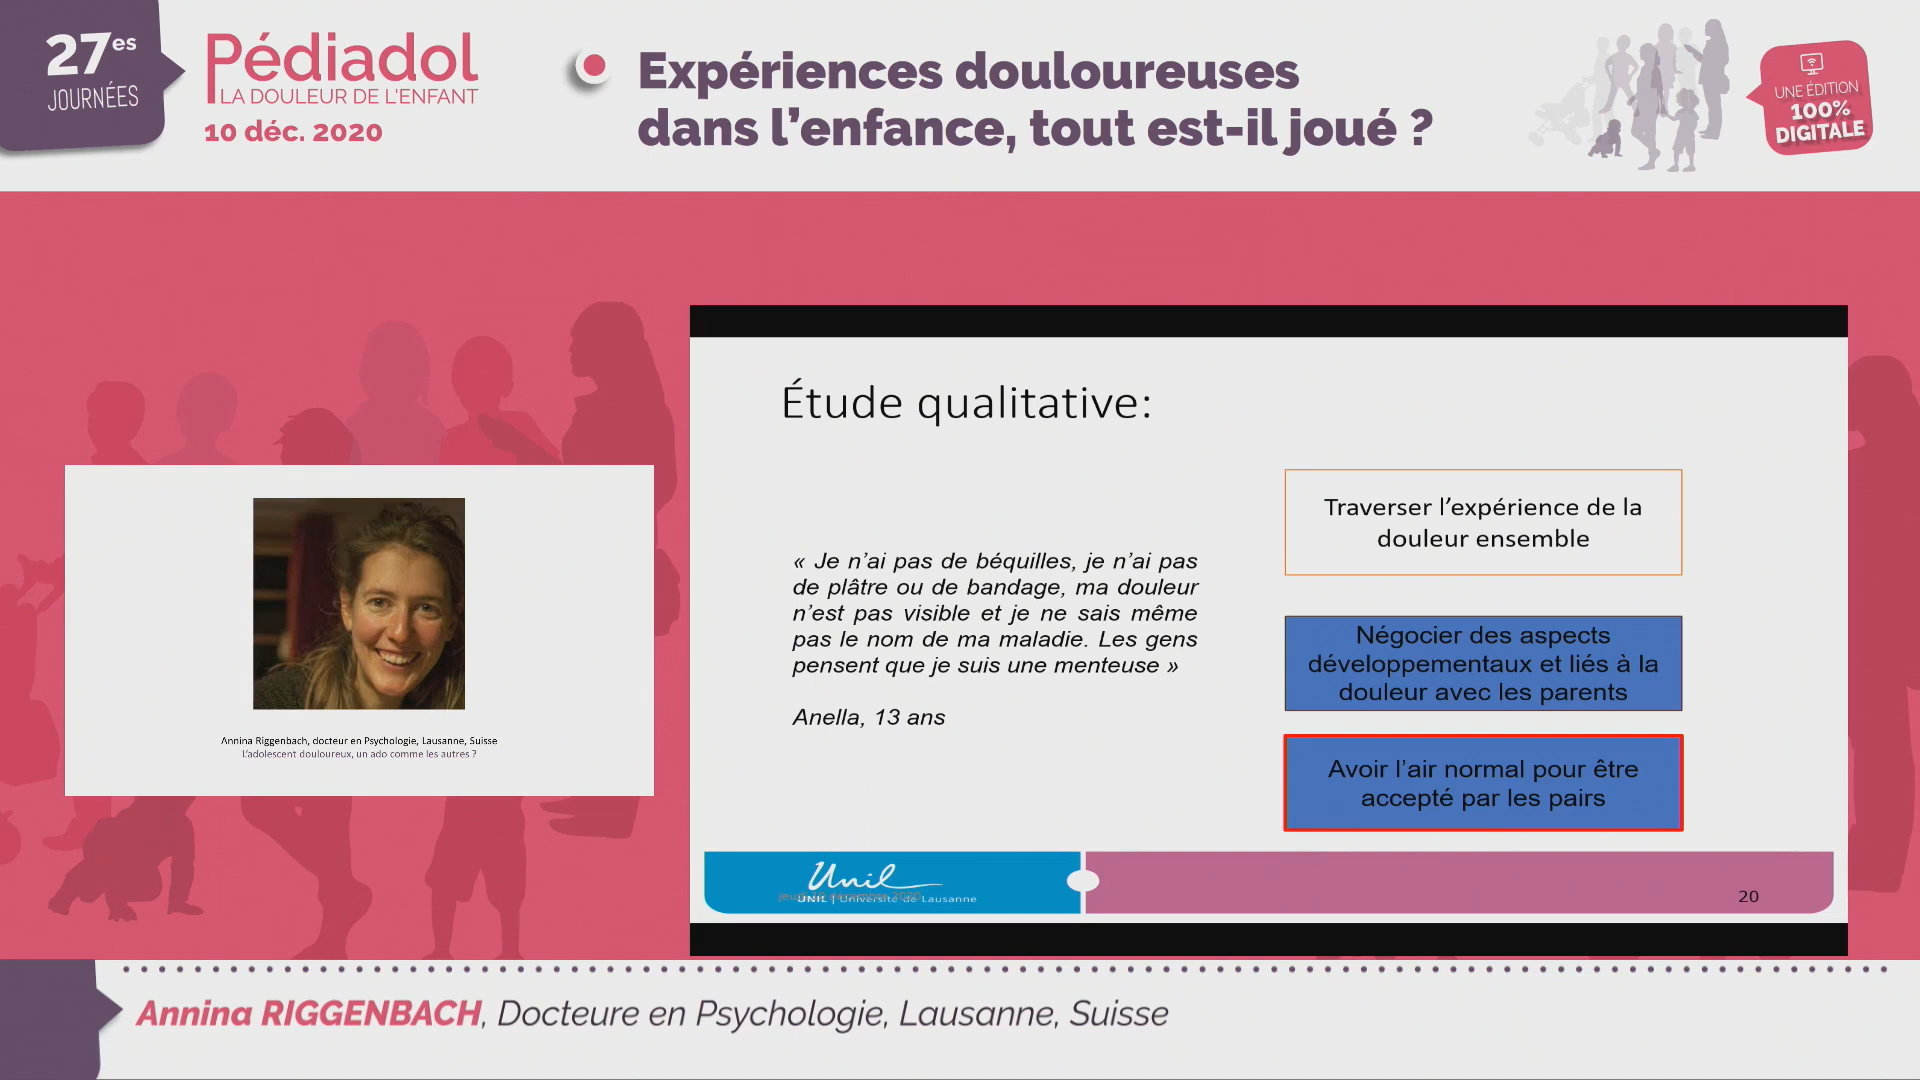 27es
JOURNÉES
Pédiadol
LA DOULEUR DE L'ENFANT
10 déc. 2020
Expériences douloureuses
dans l'enfance, tout est-il joué ?
UNE ÉDITION
100%
DIGITALE
Étude qualitative:
« Je n'ai pas de béquilles, je n'ai pas
de plâtre ou de bandage, ma douleur
n'est pas visible et je ne sais même
pas le nom de ma maladie. Les gens
pensent que je suis une menteuse »
Anella, 13 ans
Traverser l'expérience de la
douleur ensemble
Négocier des aspects
développementaux et liés à la
douleur avec les parents
Avoir l'air normal pour être
accepté par les pairs
Unil
UNIL | Université de Lausanne
20
Annina Riggenbach, docteur en Psychologie, Lausanne, Suisse
L'adolescent douloureux, un ado comme les autres ?
Annina RIGGENBACH, Docteure en Psychologie, Lausanne, Suisse